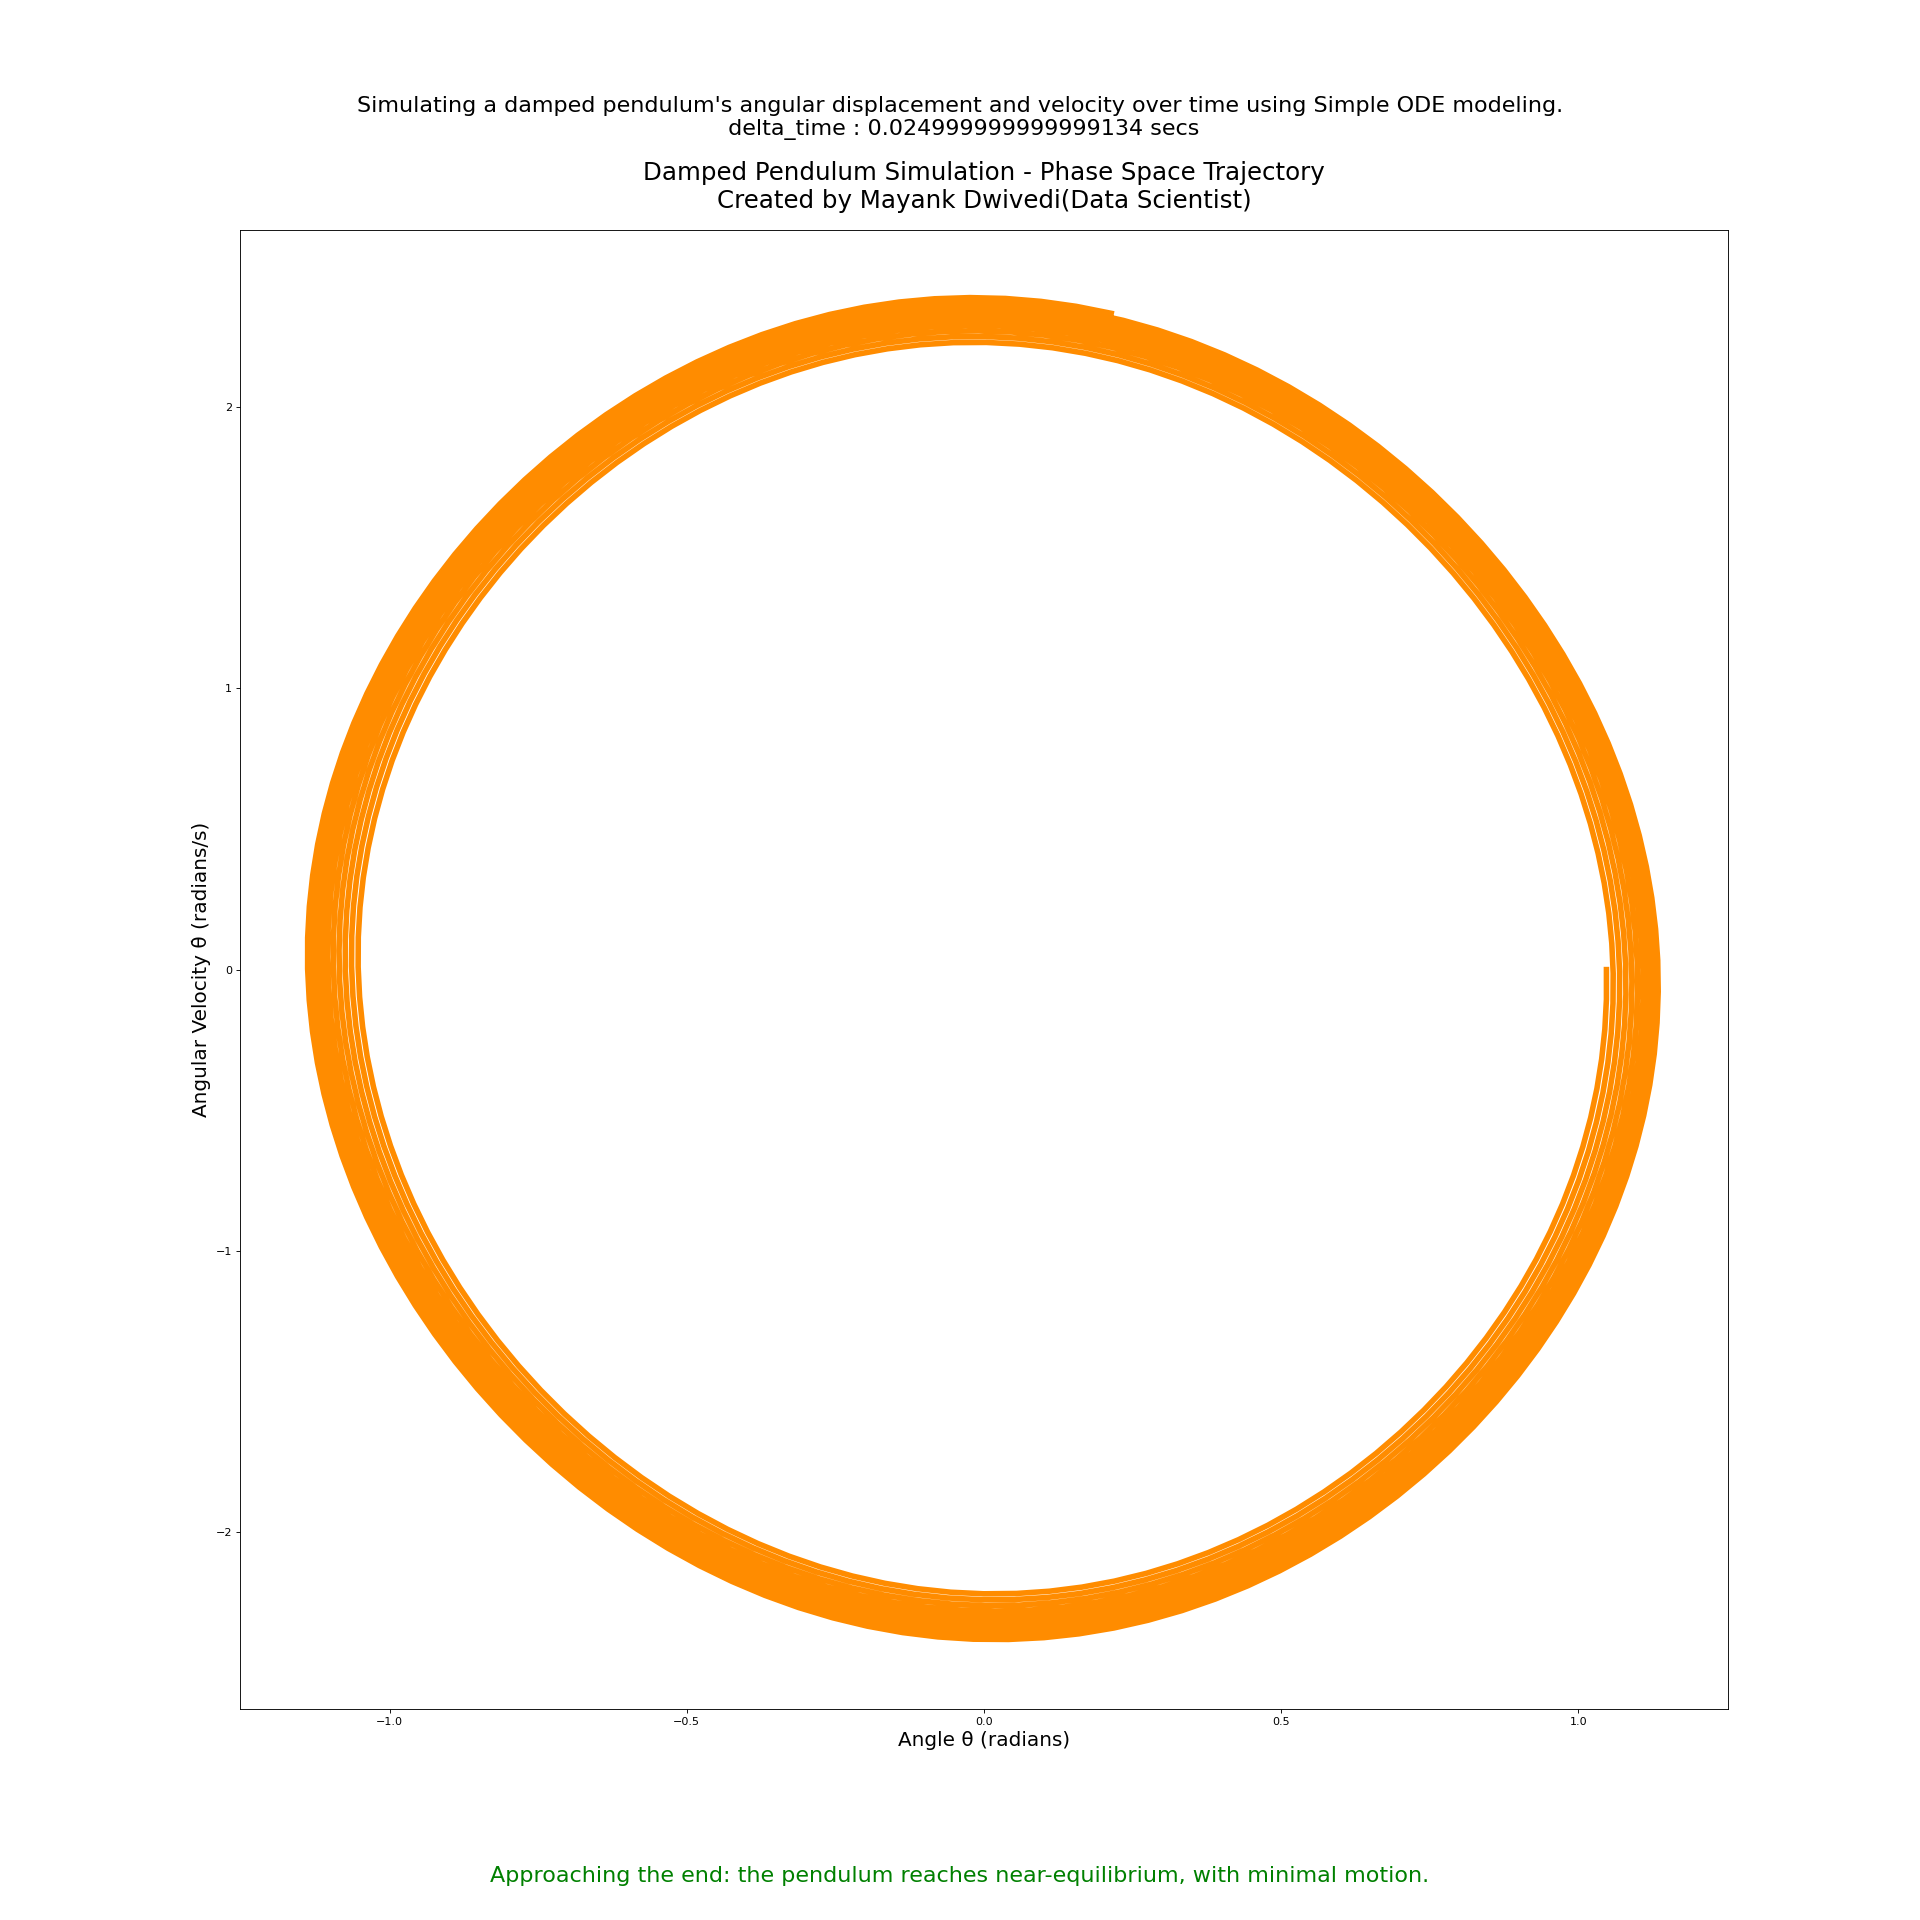 Simulating a damped pendulum's angular displacement and velocity over time using Simple ODE modeling.
delta_time : 0.024999999999999134 secs
Damped Pendulum Simulation - Phase Space Trajectory
Created by Mayank Dwivedi(Data Scientist)
Angular Velocity θ (radians/s)
2
1
0
−1
−2
−1.0
−0.5
0.0
0.5
1.0
Angle θ (radians)
Approaching the end: the pendulum reaches near-equilibrium, with minimal motion.